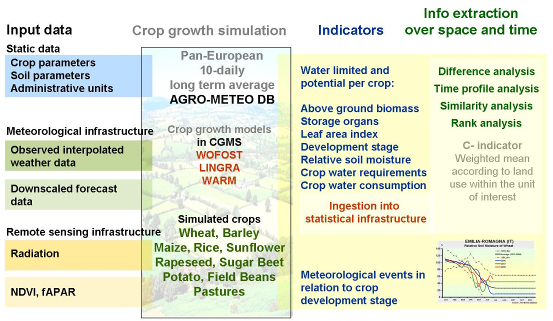 Input data
Static data
Crop parameters
Soil parameters
Administrative units
Meteorological infrastructure
Observed interpolated
weather data
Downscaled forecast
data
Remote sensing infrastructure
Radiation
NDVI, fAPAR
Crop growth simulation
Pan-European
10-daily
long term average
AGRO-METEO DB
Crop growth models
in CGMS
WOFOST
LINGRA
WARM
Simulated crops
Wheat, Barley
Maize, Rice, Sunflower
Rapeseed, Sugar Beet
Potato, Field Beans
Pastures
Indicators
Water limited and
potential per crop:
Above ground biomass
Storage organs
Leaf area index
Development stage
Relative soil moisture
Crop water requirements
Crop water consumption
Ingestion into
statistical infrastructure
Meteorological events in
relation to crop
development stage
Info extraction
over space and time
Difference analysis
Time profile analysis
Similarity analysis
Rank analysis
C- indicator
Weighted mean
according to land
use within the unit
of interest
EMILIA-ROMAGNA (IT)
Relative Soil Moisture of Wheat